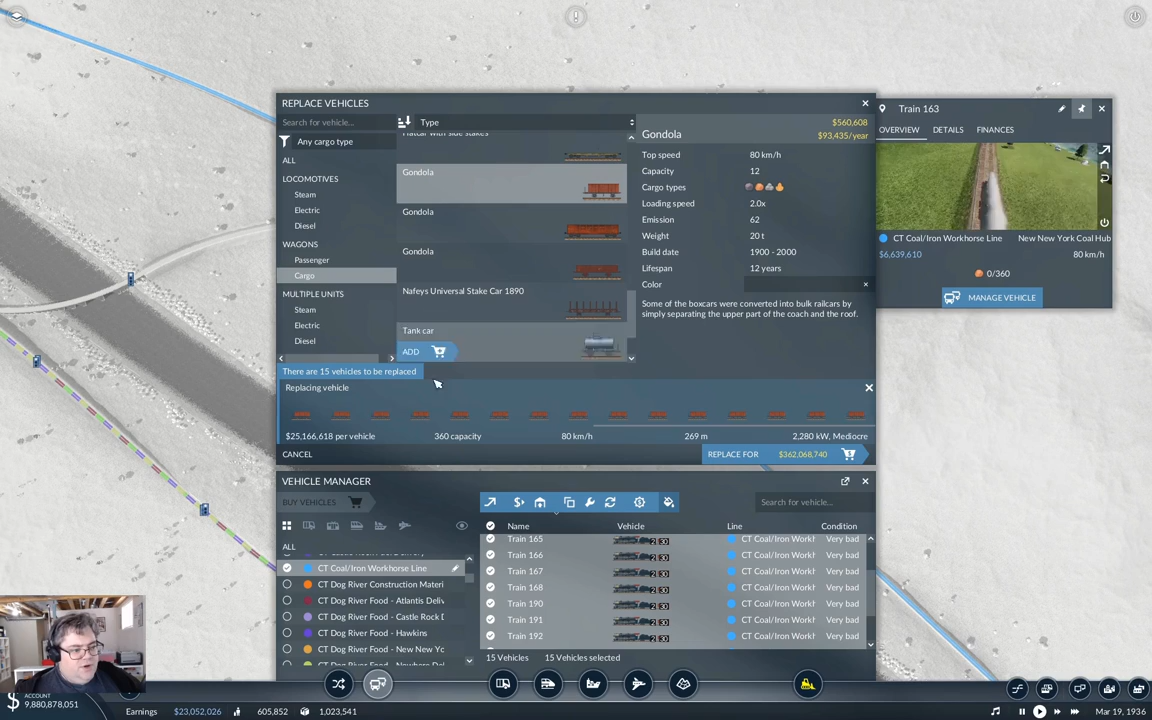 REPLACE VEHICLES
Search for vehicle...
Type
Any cargo type
ALL
LOCOMOTIVES
Steam
Electric
Diesel
WAGONS
Passenger
Cargo
MULTIPLE UNITS
Steam
Electric
Diesel
Flatcar with side stakes
Gondola
Gondola
Gondola
Nafeys Universal Stake Car 1890
Tank car
ADD
$560,608
Gondola
$93,435/year
Top speed 80 km/h
Capacity 12
Cargo types
Loading speed 2.0x
Emission 62
Weight 20 t
Build date 1900 - 2000
Lifespan 12 years
Color
Some of the boxcars were converted into bulk railcars by
simply separating the upper part of the coach and the roof.
There are 15 vehicles to be replaced
Replacing vehicle
$25,166,618 per vehicle 360 capacity 80 km/h 269 m 2,280 kW, Mediocre
CANCEL
REPLACE FOR $362,068,740
Train 163
OVERVIEW DETAILS FINANCES
CT Coal/Iron Workhorse Line New New York Coal Hub
$6,639,610 80 km/h
0/360
MANAGE VEHICLE
VEHICLE MANAGER
BUY VEHICLES
Search for vehicle...
ALL
CT Coal/Iron Workhorse Line
CT Dog River Construction Materi
CT Dog River Food - Atlantis Deliv
CT Dog River Food - Castle Rock D
CT Dog River Food - Hawkins
CT Dog River Food - New New Yo
Name Vehicle Line Condition
Train 165 CT Coal/Iron Workh Very bad
Train 166 CT Coal/Iron Workh Very bad
Train 167 CT Coal/Iron Workh Very bad
Train 168 CT Coal/Iron Workh Very bad
Train 190 CT Coal/Iron Workh Very bad
Train 191 CT Coal/Iron Workh Very bad
Train 192 CT Coal/Iron Workh Very bad
15 Vehicles 15 Vehicles selected
ACCOUNT
$ 9,880,878,051
Earnings $23,052,026 605,852 1,023,541
Mar 19, 1936